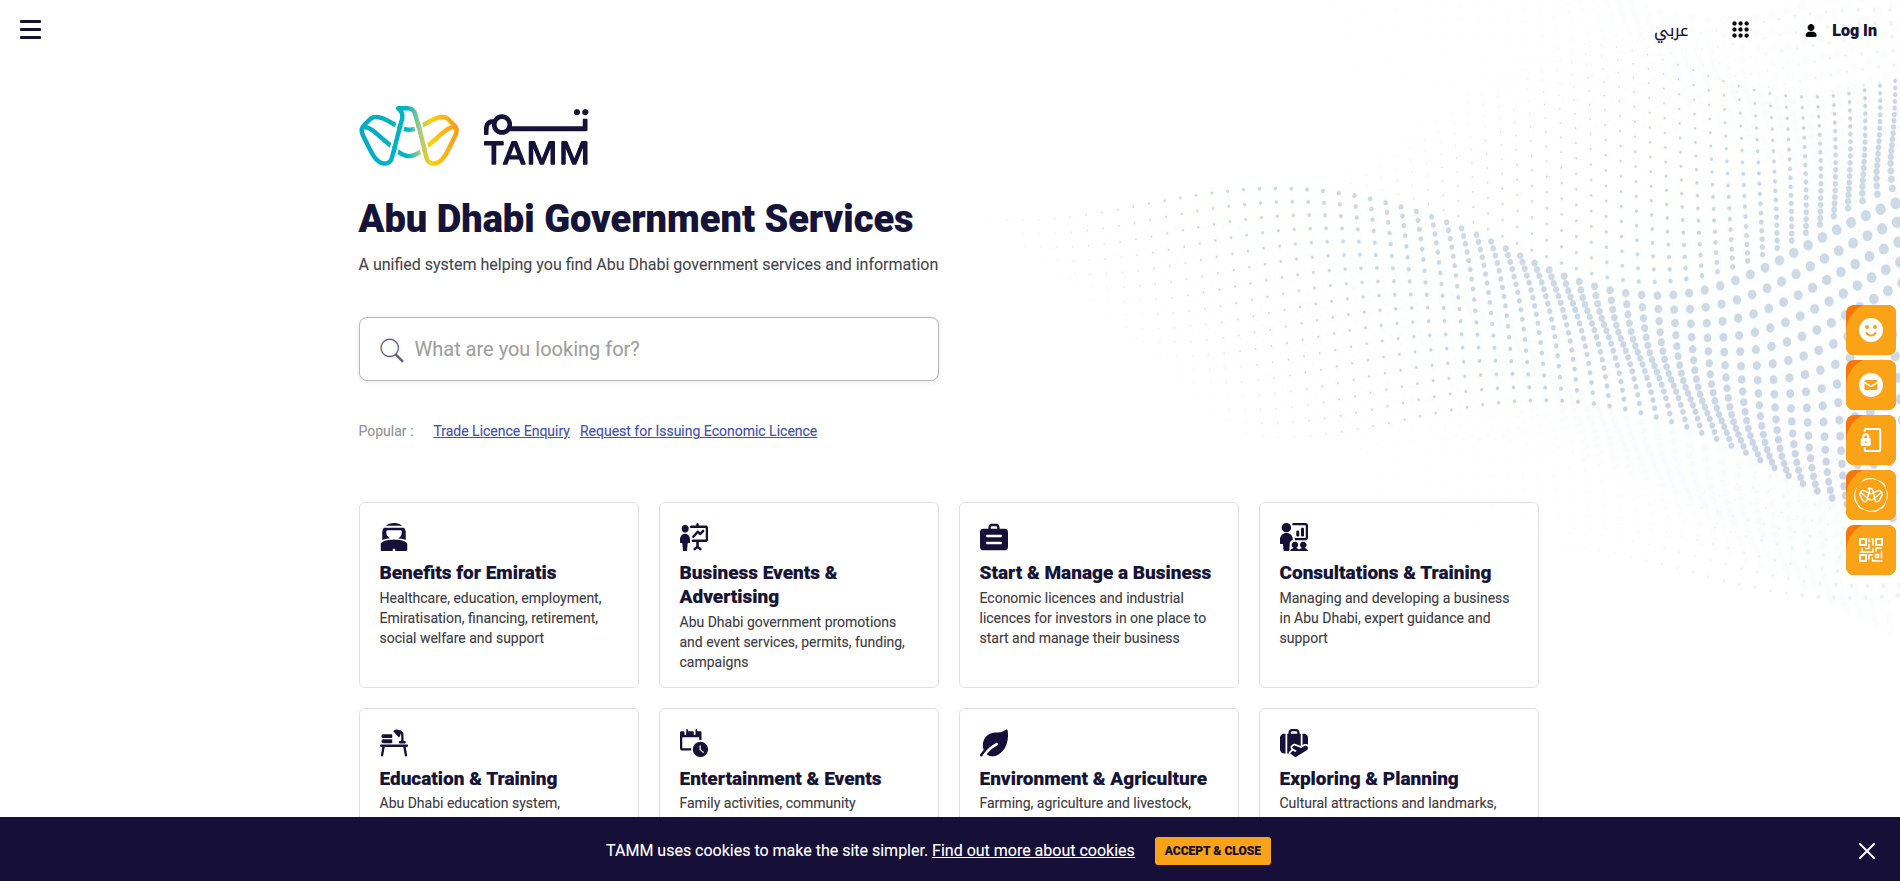 عربي
Log In
تـــم
TAMM
Abu Dhabi Government Services
A unified system helping you find Abu Dhabi government services and information
What are you looking for?
Popular : Trade Licence Enquiry Request for Issuing Economic Licence
Benefits for Emiratis
Healthcare, education, employment,
Emiratisation, financing, retirement,
social welfare and support
Business Events &
Advertising
Abu Dhabi government promotions
and event services, permits, funding,
campaigns
Start & Manage a Business
Economic licences and industrial
licences for investors in one place to
start and manage their business
Consultations & Training
Managing and developing a business
in Abu Dhabi, expert guidance and
support
Education & Training
Abu Dhabi education system,
Entertainment & Events
Family activities, community
Environment & Agriculture
Farming, agriculture and livestock,
Exploring & Planning
Cultural attractions and landmarks,
TAMM uses cookies to make the site simpler. Find out more about cookies
ACCEPT & CLOSE